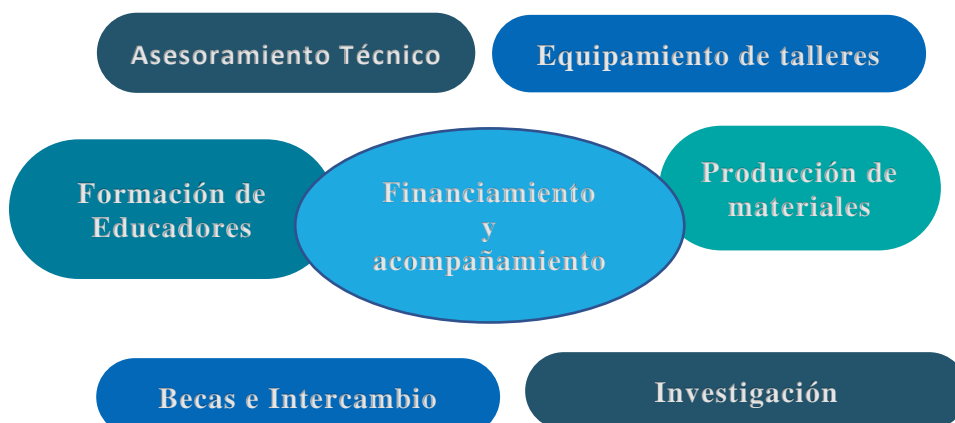 Asesoramiento Técnico
Equipamiento de talleres
Formación de
Educadores
Financiamiento
y
acompañamiento
Producción de
materiales
Becas e Intercambio
Investigación